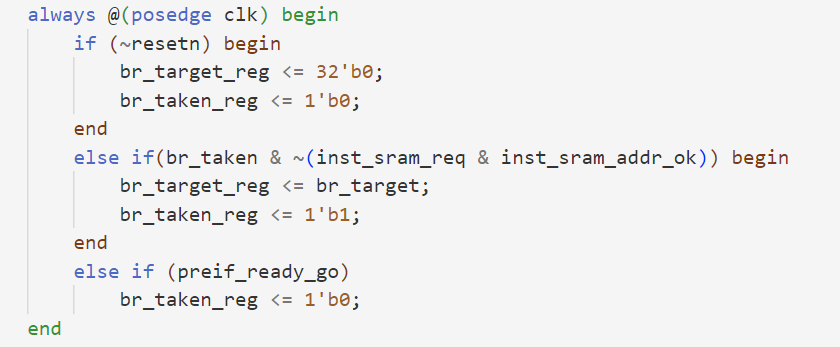 always @(posedge clk) begin
    if (~resetn) begin
        br_target_reg <= 32'b0;
        br_taken_reg <= 1'b0;
    end
    else if(br_taken & ~(inst_sram_req & inst_sram_addr_ok)) begin
        br_target_reg <= br_target;
        br_taken_reg <= 1'b1;
    end
    else if (preif_ready_go)
        br_taken_reg <= 1'b0;
end